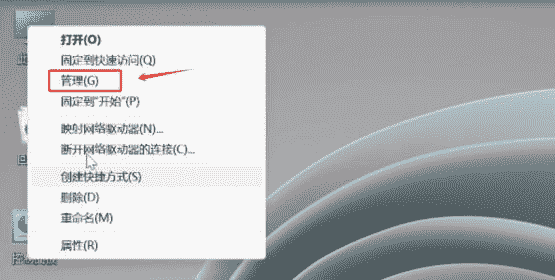 打开(O)
固定到快速访问(Q)
管理(G)
固定到"开始"(P)
映射网络驱动器(N)...
断开网络驱动器的连接(C)...
创建快捷方式(S)
删除(D)
重命名(M)
属性(R)